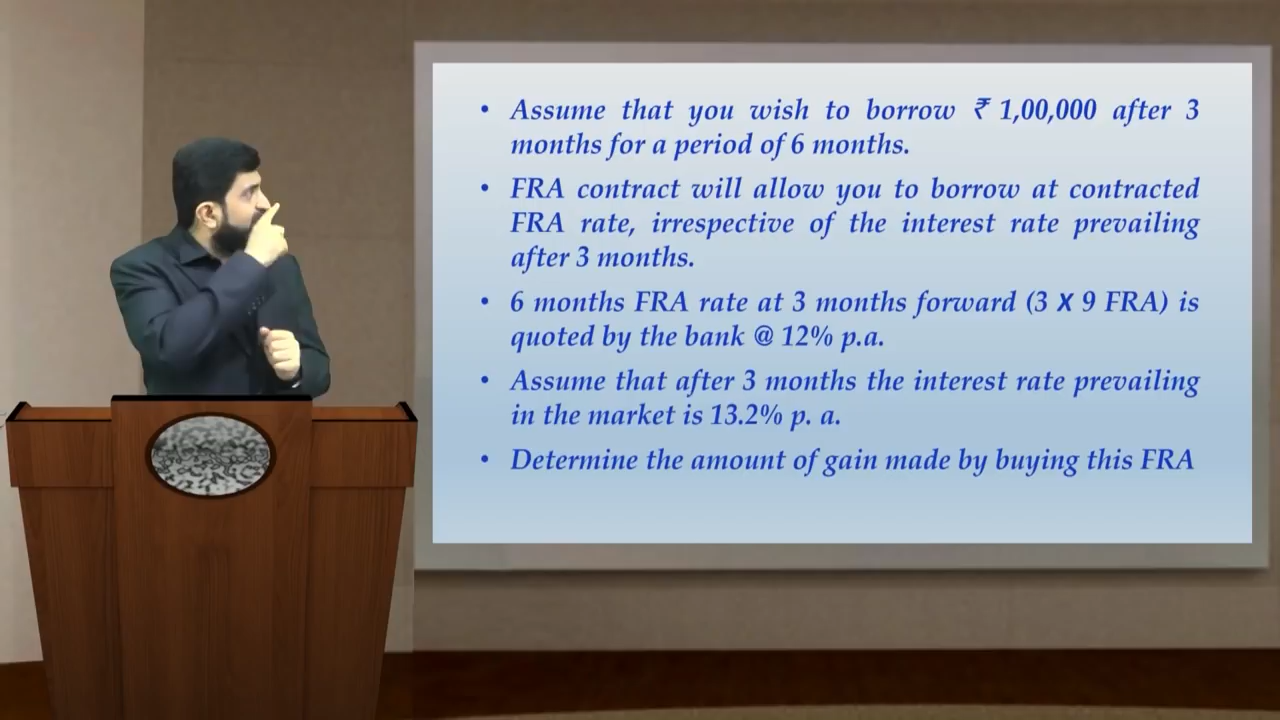 • Assume that you wish to borrow ₹ 1,00,000 after 3
months for a period of 6 months.
• FRA contract will allow you to borrow at contracted
FRA rate, irrespective of the interest rate prevailing
after 3 months.
• 6 months FRA rate at 3 months forward (3 X 9 FRA) is
quoted by the bank @ 12% p.a.
• Assume that after 3 months the interest rate prevailing
in the market is 13.2% p. a.
• Determine the amount of gain made by buying this FRA